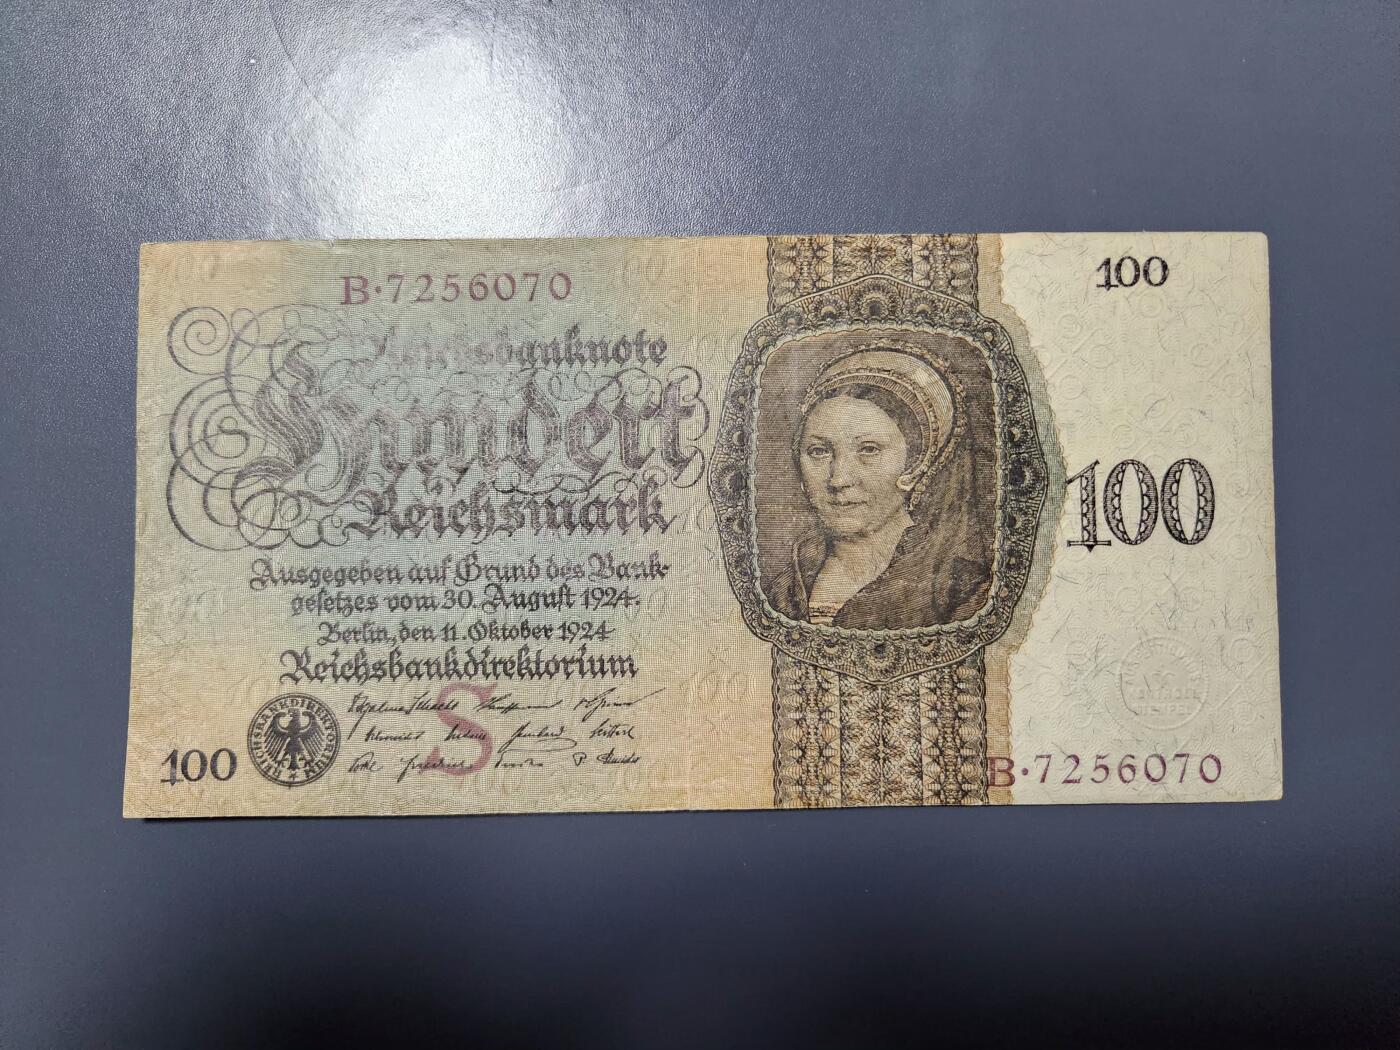 B·7256070
100
Reichsbanknote
Hundert
Reichsmark
100
Ausgegeben auf Grund des Bank-
gesetzes vom 30. August 1924.
Berlin, den 11. Oktober 1924
Reichsbankdirektorium
S
REICHSBANKDIREKTORIUM
100
B·7256070